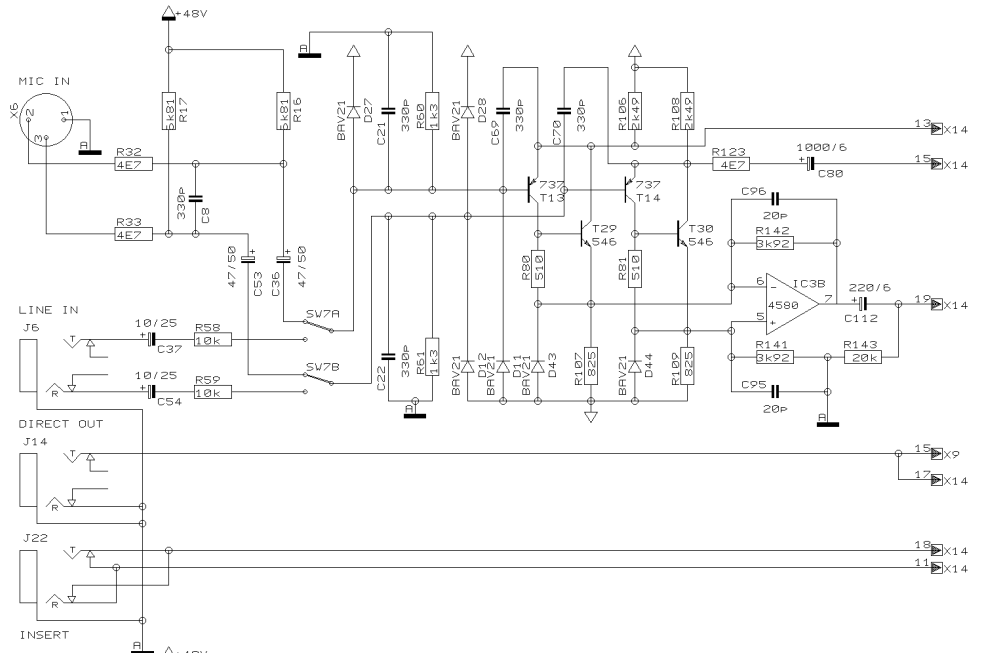 +48V
A
MIC IN
X6
2
1
3
A
6k81
R17
6k81
R16
R32
4E7
330p
C8
R33
4E7
47/50
C53
C36
47/50
BAV21
D27
C21
330p
R60
1k3
BAV21
D28
C69
330p
C70
330p
R106
2k49
R108
2k49
13
X14
R123
4E7
1000/6
+
C80
15
X14
737
T13
737
T14
T29
546
T30
546
R80
510
R81
510
C96
20p
R142
3k92
6
-
IC3B
4580
7
5
+
220/6
+
C112
19
X14
R141
3k92
R143
20k
C95
20p
A
LINE IN
J6
T
R
10/25
+
C37
R58
10k
SW7A
10/25
+
C54
R59
10k
SW7B
C22
330p
R61
1k3
A
BAV21
D12
BAV21
D11
BAV21
D43
R107
825
BAV21
D44
R109
825
DIRECT OUT
J14
T
R
15
X9
17
X14
J22
T
R
18
X14
11
X14
INSERT
A
+48V